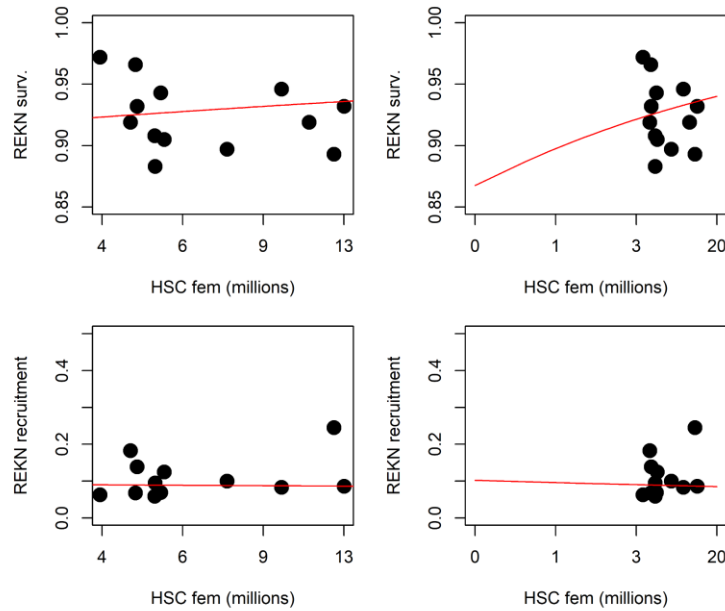 REKN surv.
1.00
0.95
0.90
0.85
4 6 9 13
HSC fem (millions)
REKN surv.
1.00
0.95
0.90
0.85
0 1 3 20
HSC fem (millions)
REKN recruitment
0.4
0.2
0.0
4 6 9 13
HSC fem (millions)
REKN recruitment
0.4
0.2
0.0
0 1 3 20
HSC fem (millions)